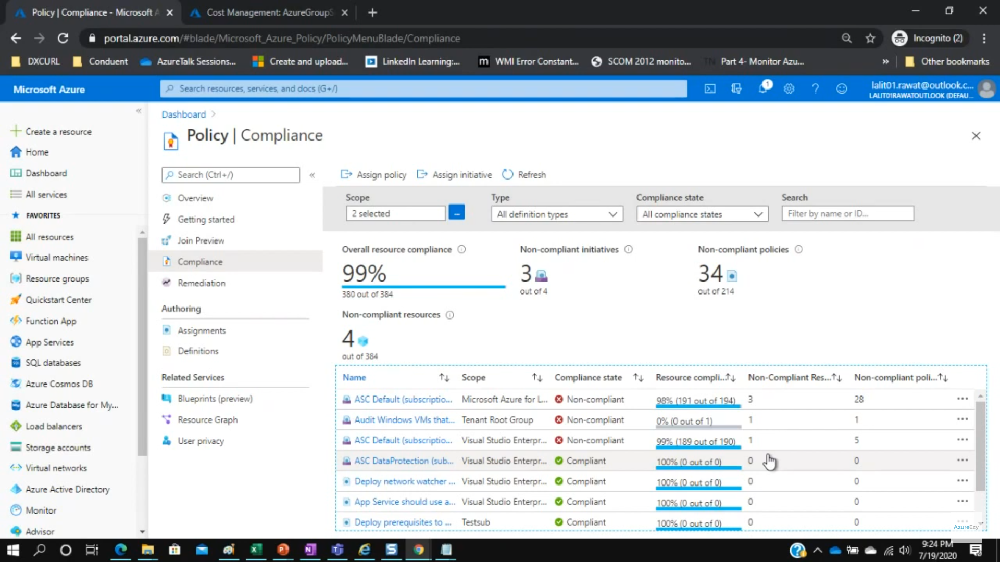 Policy | Compliance - Microsoft A
Cost Management: AzureGroupS
portal.azure.com/#blade/Microsoft_Azure_Policy/PolicyMenuBlade/Compliance
Incognito (2)
DXCURL
Conduent
AzureTalk Sessions...
Create and upload...
LinkedIn Learning:...
m WMI Error Constant...
SCOM 2012 monito...
TN Part 4- Monitor Azu...
»
Other bookmarks
Microsoft Azure
Search resources, services, and docs (G+/)
1
lalit01.rawat@outlook.c...
LALIT01RAWATOUTLOOK (DEFAU...
Create a resource
Home
Dashboard
All services
FAVORITES
All resources
Virtual machines
Resource groups
Quickstart Center
Function App
App Services
SQL databases
Azure Cosmos DB
Azure Database for My...
Load balancers
Storage accounts
Virtual networks
Azure Active Directory
Monitor
Advisor
Dashboard
Policy | Compliance
Search (Ctrl+/)
Overview
Getting started
Join Preview
Compliance
Remediation
Authoring
Assignments
Definitions
Related Services
Blueprints (preview)
Resource Graph
User privacy
Assign policy
Assign initiative
Refresh
Scope
2 selected
...
Type
All definition types
Compliance state
All compliance states
Search
Filter by name or ID...
Overall resource compliance
99%
380 out of 384
Non-compliant initiatives
3
out of 4
Non-compliant policies
34
out of 214
Non-compliant resources
4
out of 384
Name Scope Compliance state Resource compli... Non-Compliant Res... Non-compliant poli...
ASC Default (subscriptio... Microsoft Azure for L... Non-compliant 98% (191 out of 194) 3 28 ...
Audit Windows VMs that... Tenant Root Group Non-compliant 0% (0 out of 1) 1 1 ...
ASC Default (subscriptio... Visual Studio Enterpr... Non-compliant 99% (189 out of 190) 1 5 ...
ASC DataProtection (sub... Visual Studio Enterpr... Compliant 100% (0 out of 0) 0 0 ...
Deploy network watcher ... Visual Studio Enterpr... Compliant 100% (0 out of 0) 0 0 ...
App Service should use a... Visual Studio Enterpr... Compliant 100% (0 out of 0) 0 0 ...
Deploy prerequisites to ... Testsub Compliant 100% (0 out of 0) 0 0 ...
AzureEzy
9:24 PM
7/19/2020